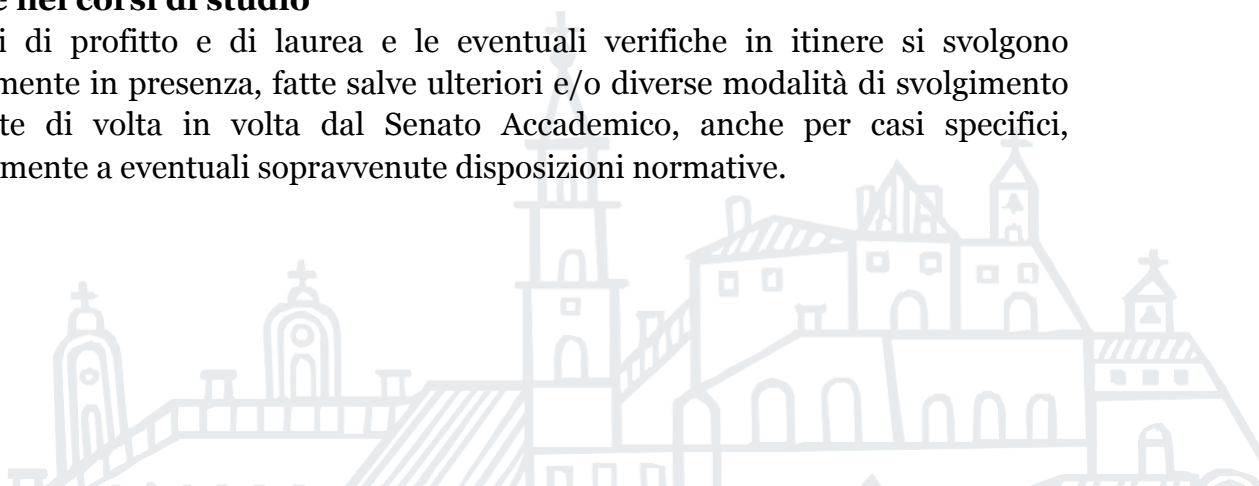 nei corsi di studio
i di profitto e di laurea e le eventuali verifiche in itinere si svolgono
mente in presenza, fatte salve ulteriori e/o diverse modalità di svolgimento
te di volta in volta dal Senato Accademico, anche per casi specifici,
mente a eventuali sopravvenute disposizioni normative.